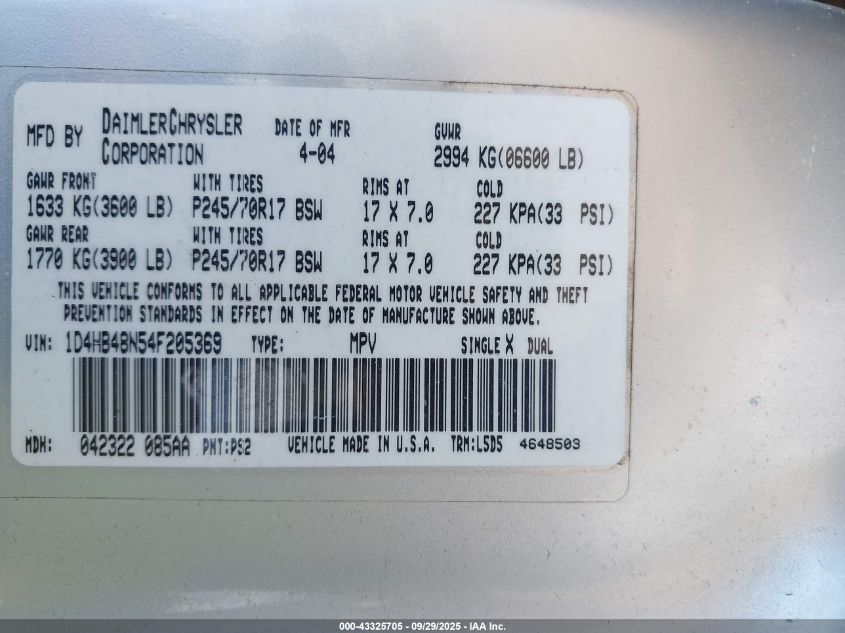 MFD BY DAIMLERCHRYSLER CORPORATION DATE OF MFR 4-04 GVWR 2994 KG(06600 LB)
GAWR FRONT WITH TIRES RIMS AT COLD
1633 KG(3600 LB) P245/70R17 BSW 17 X 7.0 227 KPA(33 PSI)
GAWR REAR WITH TIRES RIMS AT COLD
1770 KG(3900 LB) P245/70R17 BSW 17 X 7.0 227 KPA(33 PSI)
THIS VEHICLE CONFORMS TO ALL APPLICABLE FEDERAL MOTOR VEHICLE SAFETY AND THEFT
PREVENTION STANDARDS IN EFFECT ON THE DATE OF MANUFACTURE SHOWN ABOVE.
VIN: 1D4HB48N54F205369 TYPE: MPV SINGLE X DUAL
MDH: 042322 085AA PNT:PS2 VEHICLE MADE IN U.S.A. TRM:L5D5 4648503
000-43325705 - 09/29/2025 - IAA Inc.